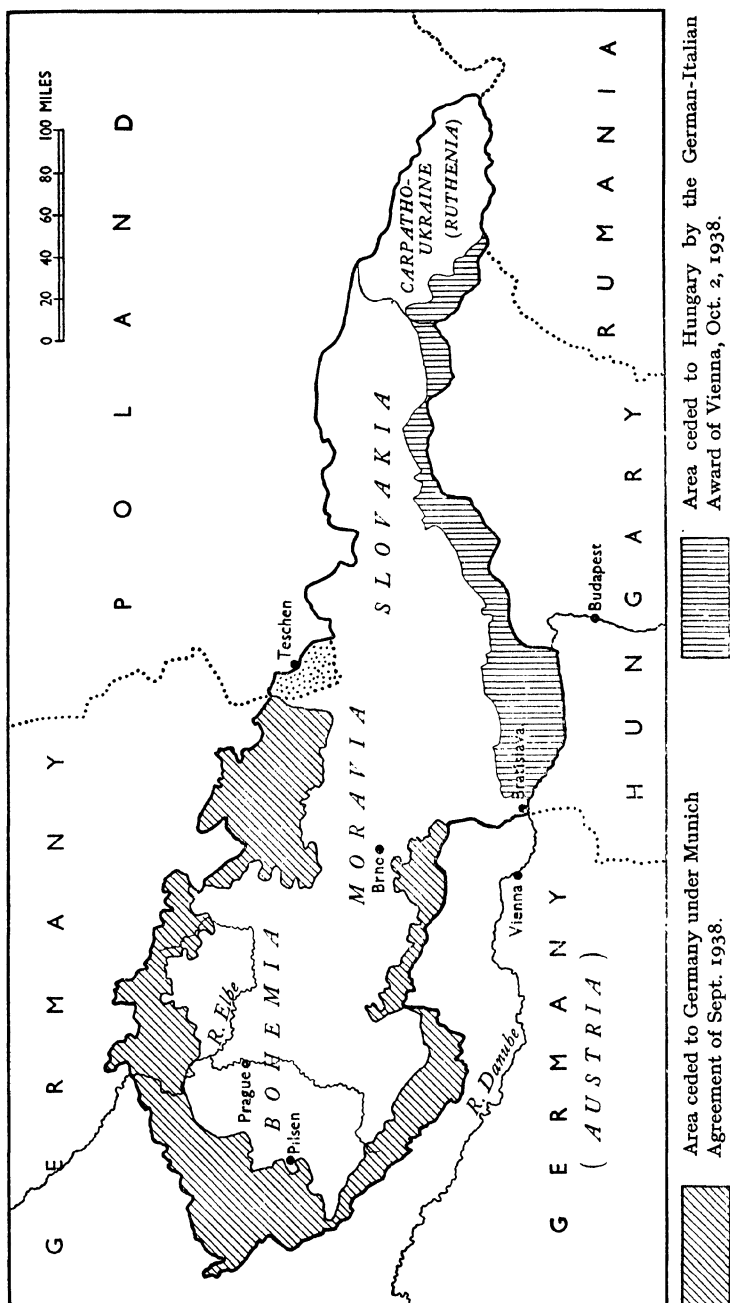 0 20 40 60 80 100 MILES
GERMANY
POLAND
Teschen
CARPATHO-
UKRAINE
(RUTHENIA)
R. Elbe
Prague
BOHEMIA
Pilsen
MORAVIA
Brno
SLOVAKIA
Bratislava
Vienna
R. Danube
GERMANY
(AUSTRIA)
Budapest
HUNGARY
RUMANIA
Area ceded to Germany under Munich
Agreement of Sept. 1938.
Area ceded to Hungary by the German-Italian
Award of Vienna, Oct. 2, 1938.